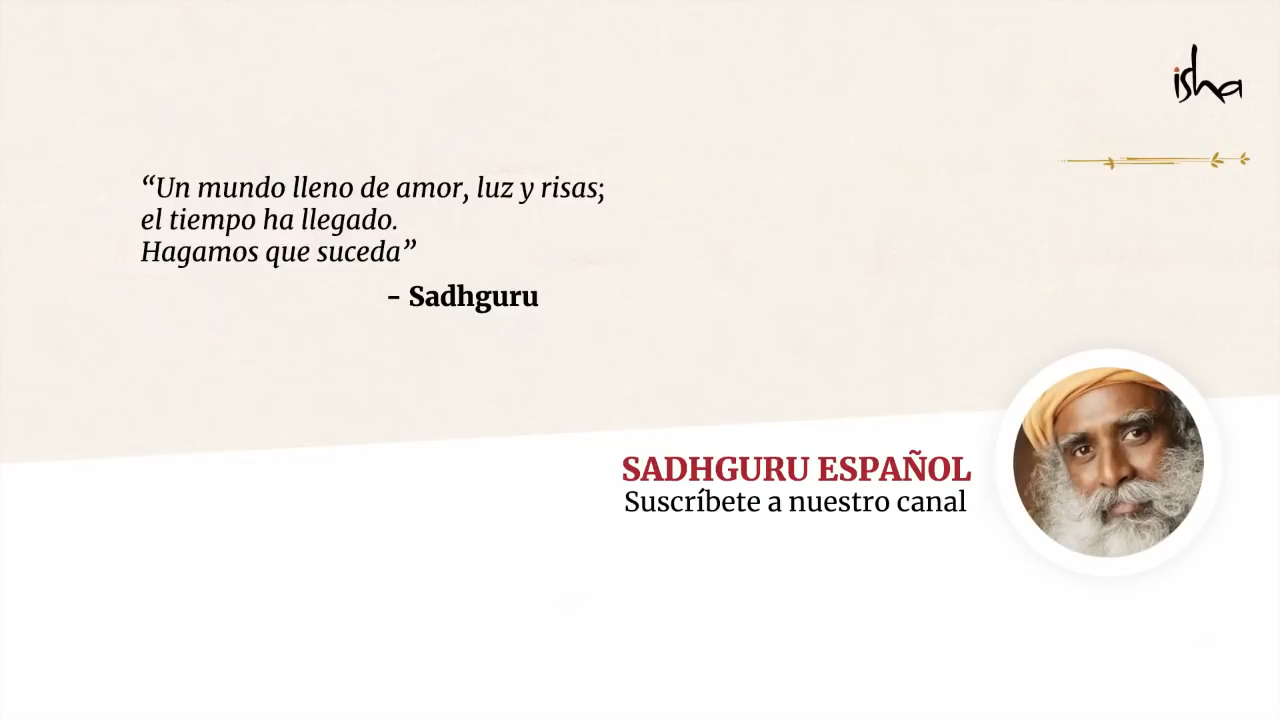 isha
“Un mundo lleno de amor, luz y risas;
el tiempo ha llegado.
Hagamos que suceda”
- Sadhguru
SADHGURU ESPAÑOL
Suscríbete a nuestro canal